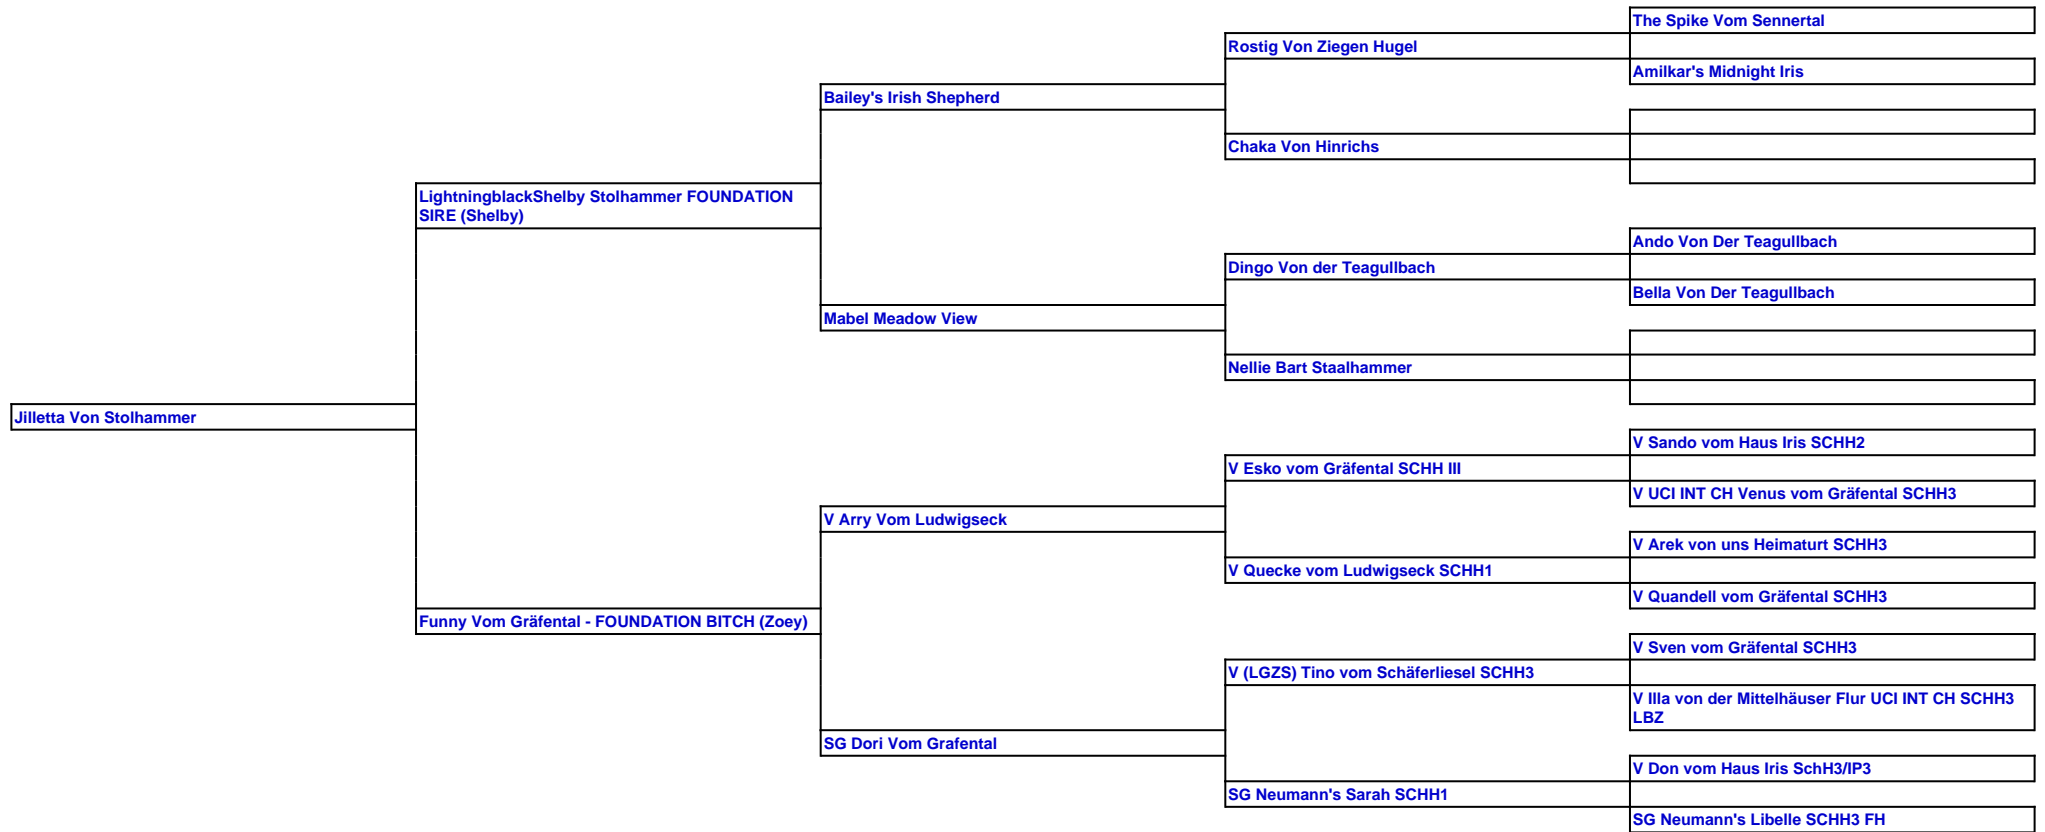 The Spike Vom Sennertal
Rostig Von Ziegen Hugel
Amilkar's Midnight Iris
Bailey's Irish Shepherd
Chaka Von Hinrichs
LightningblackShelby Stolhammer FOUNDATION
SIRE (Shelby)
Ando Von Der Teagullbach
Dingo Von der Teagullbach
Bella Von Der Teagullbach
Mabel Meadow View
Nellie Bart Staalhammer
Jilletta Von Stolhammer
V Sando vom Haus Iris SCHH2
V Esko vom Gräfental SCHH III
V UCI INT CH Venus vom Gräfental SCHH3
V Arry Vom Ludwigseck
V Arek von uns Heimaturt SCHH3
V Quecke vom Ludwigseck SCHH1
V Quandell vom Gräfental SCHH3
Funny Vom Gräfental - FOUNDATION BITCH (Zoey)
V Sven vom Gräfental SCHH3
V (LGZS) Tino vom Schäferliesel SCHH3
V Illa von der Mittelhäuser Flur UCI INT CH SCHH3
LBZ
SG Dori Vom Grafental
V Don vom Haus Iris SchH3/IP3
SG Neumann's Sarah SCHH1
SG Neumann's Libelle SCHH3 FH